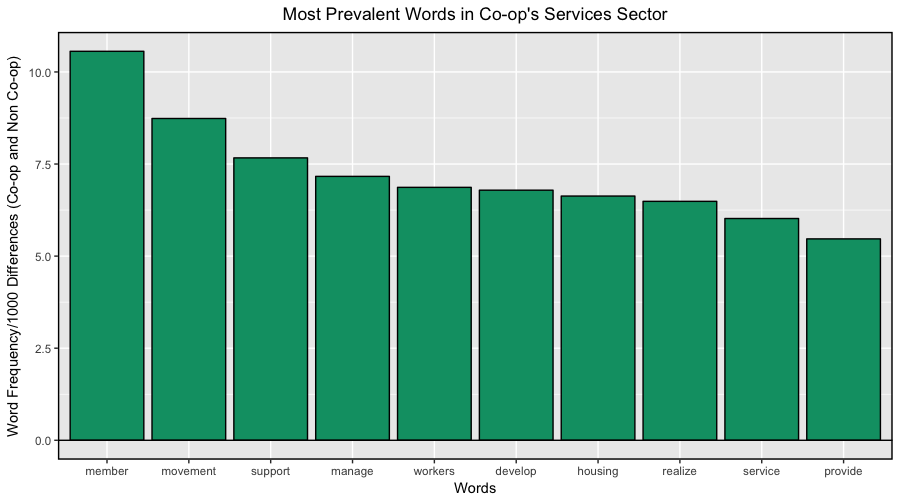 Most Prevalent Words in Co-op's Services Sector
Word Frequency/1000 Differences (Co-op and Non Co-op)
10.0
7.5
5.0
2.5
0.0
member movement support manage workers develop housing realize service provide
Words